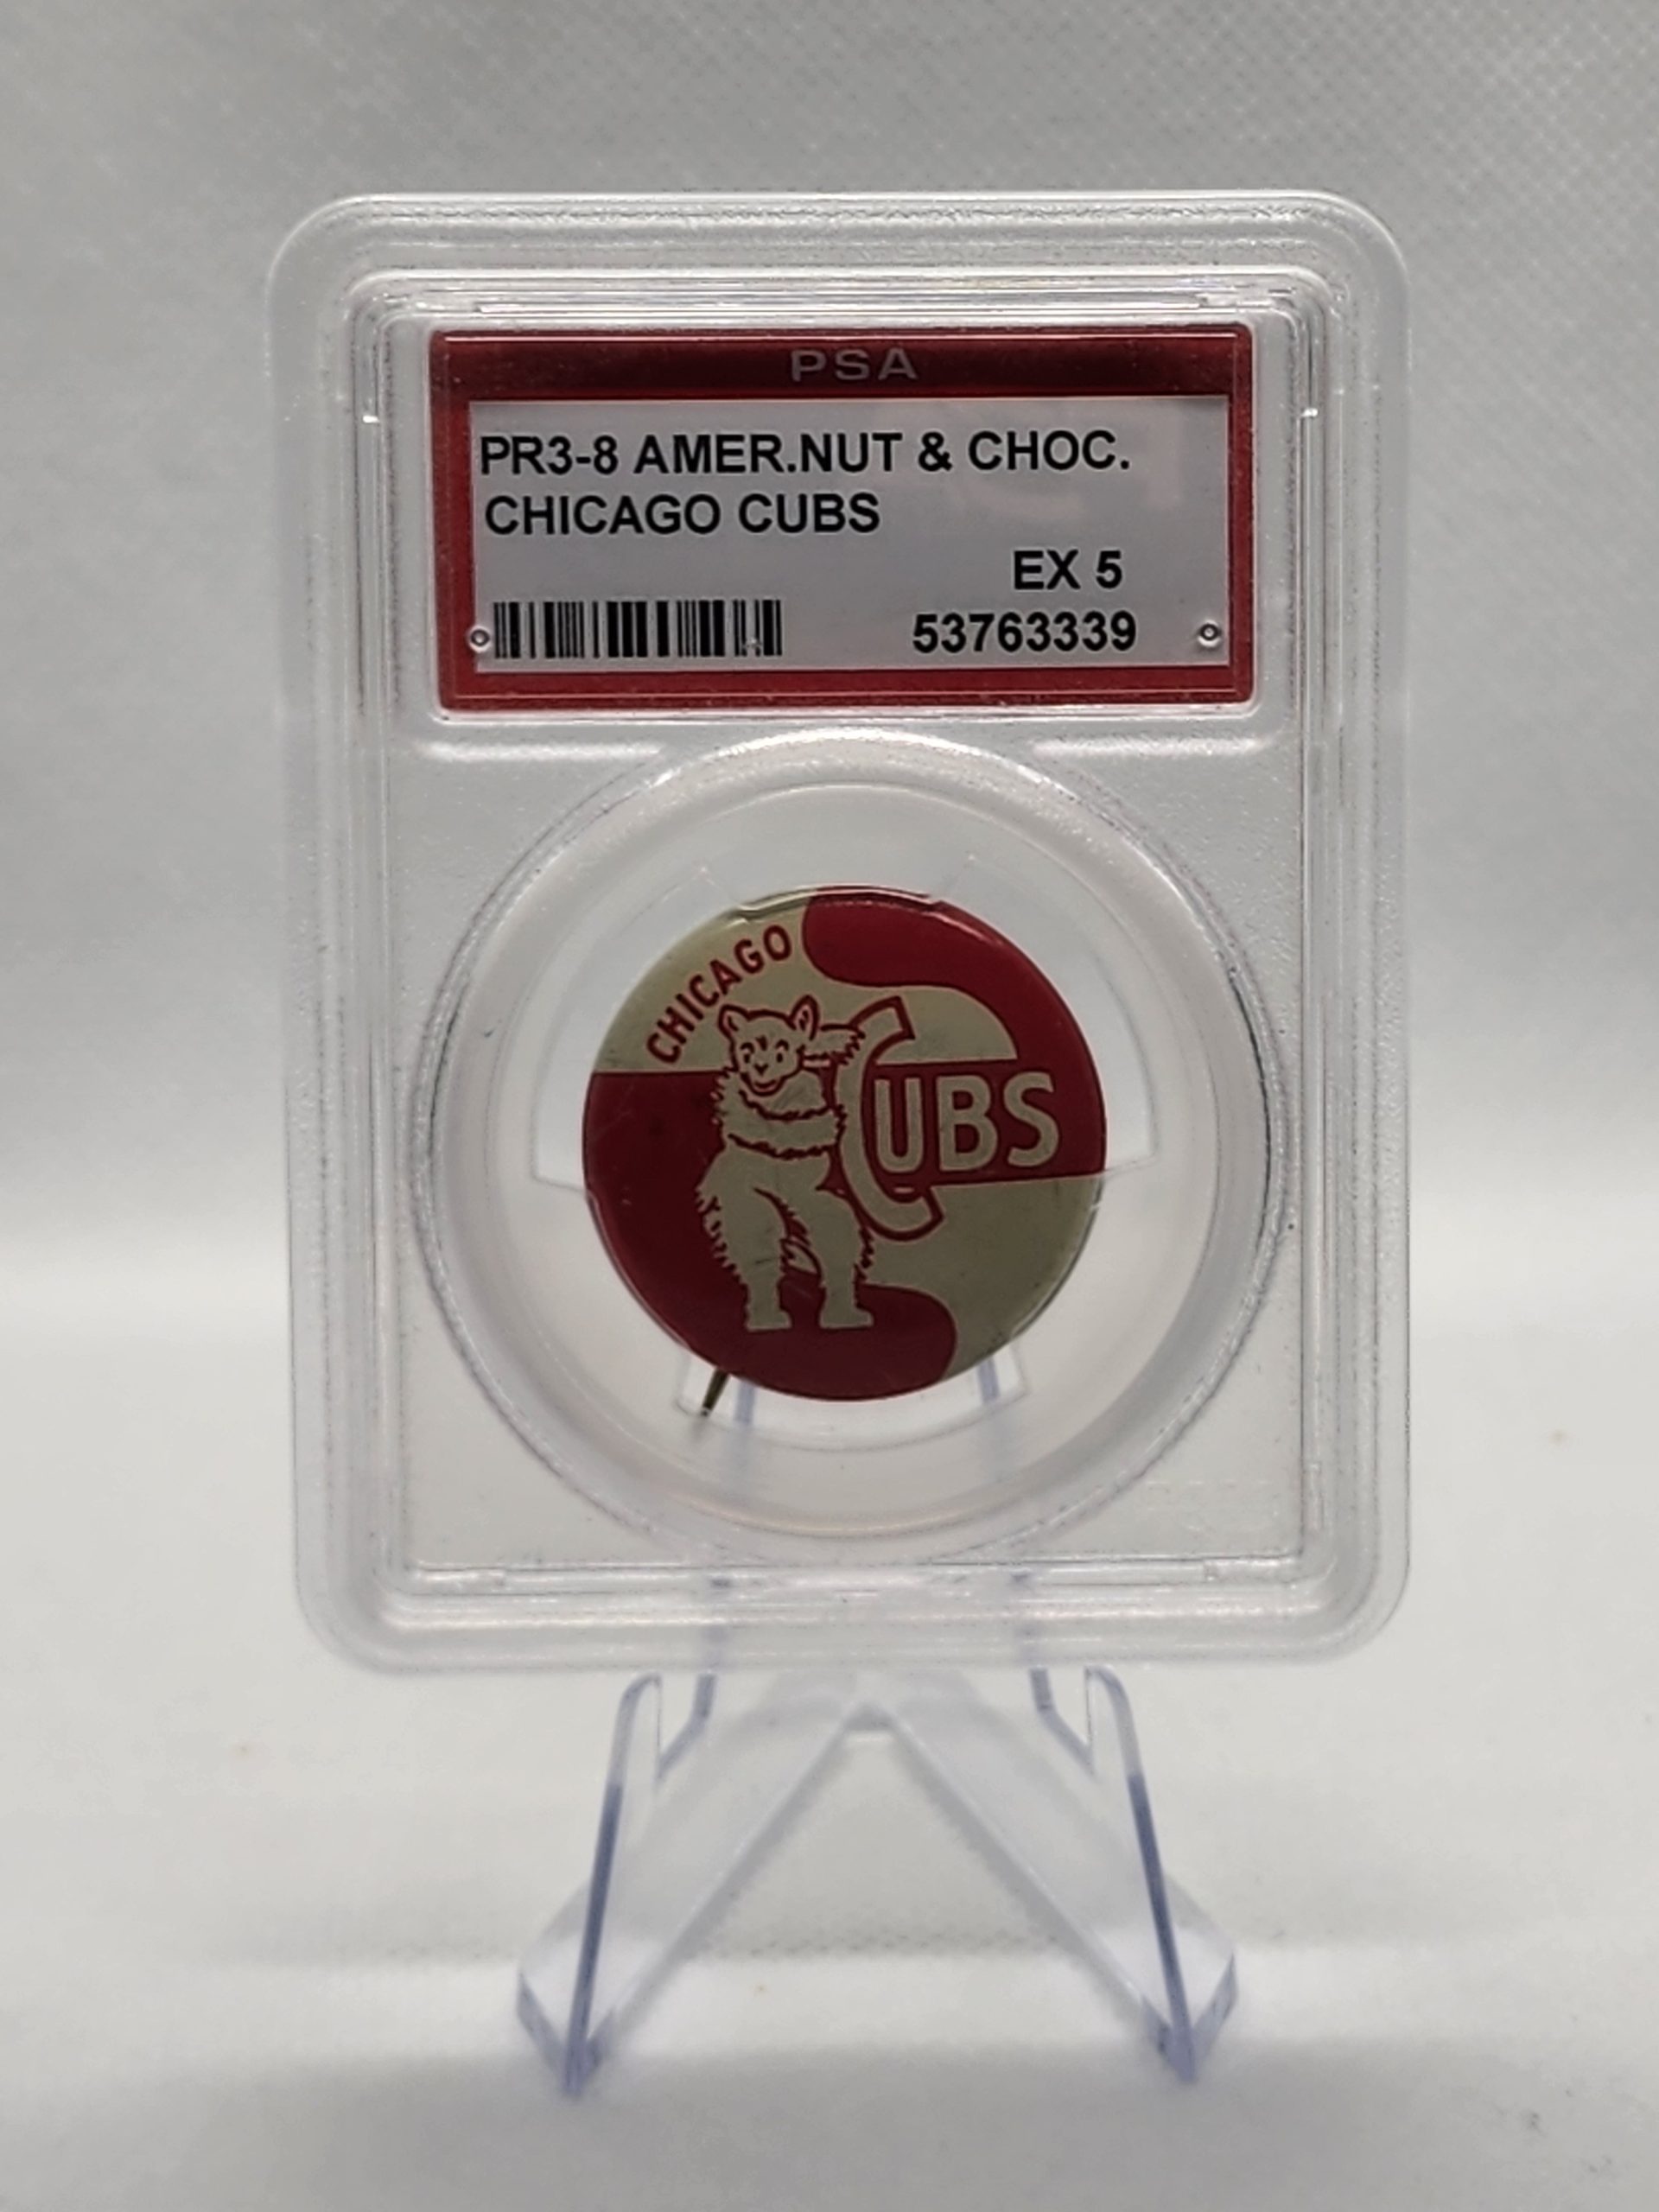 PSA
PR3-8 AMER.NUT & CHOC.
CHICAGO CUBS
EX 5
53763339
CHICAGO
CUBS